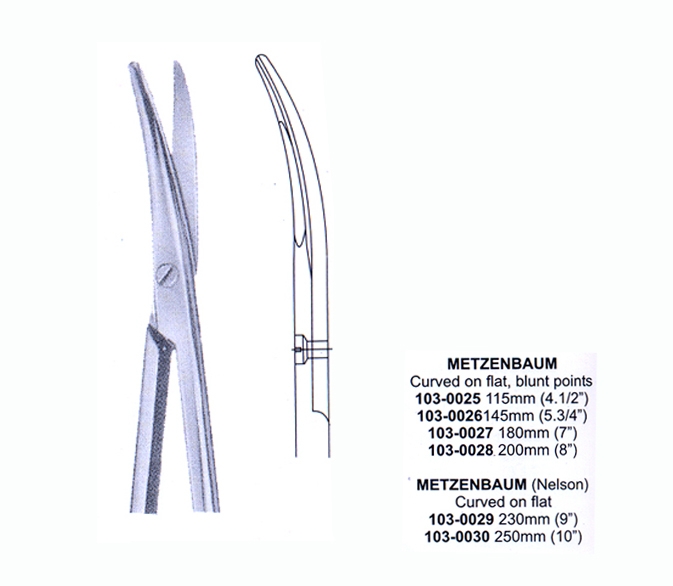 METZENBAUM
Curved on flat, blunt points
103-0025 115mm (4.1/2")
103-0026145mm (5.3/4")
103-0027 180mm (7")
103-0028 200mm (8")
METZENBAUM (Nelson)
Curved on flat
103-0029 230mm (9")
103-0030 250mm (10")